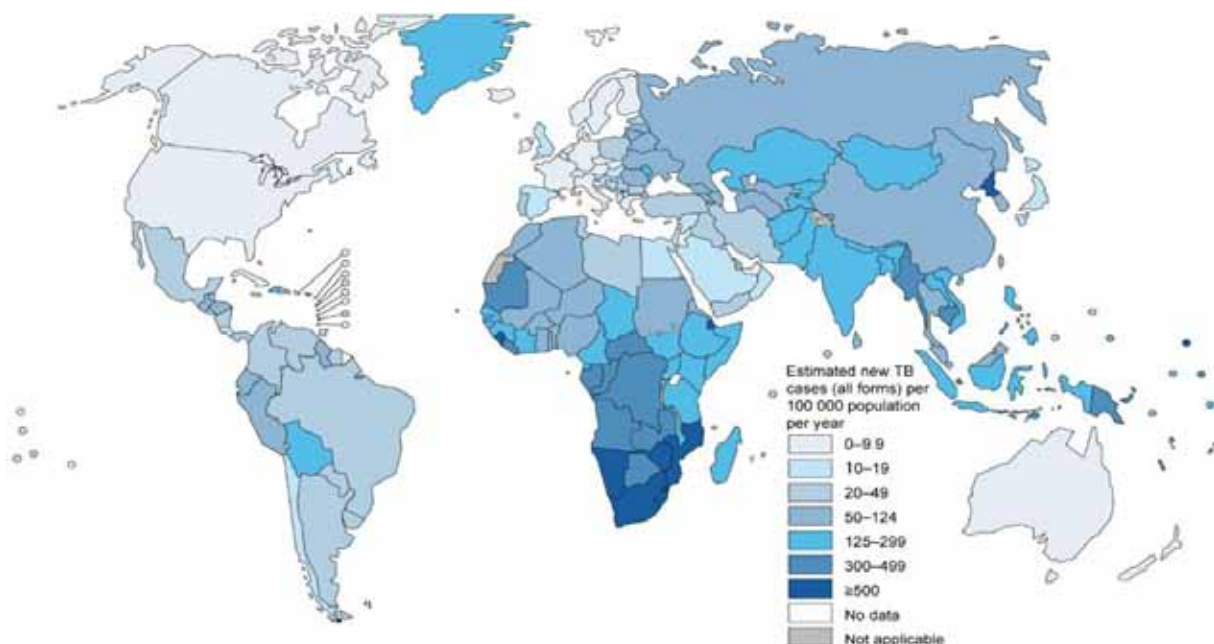 Estimated new TB
cases (all forms) per
100 000 population
per year
0–9.9
10–19
20–49
50–124
125–299
300–499
≥500
No data
Not applicable